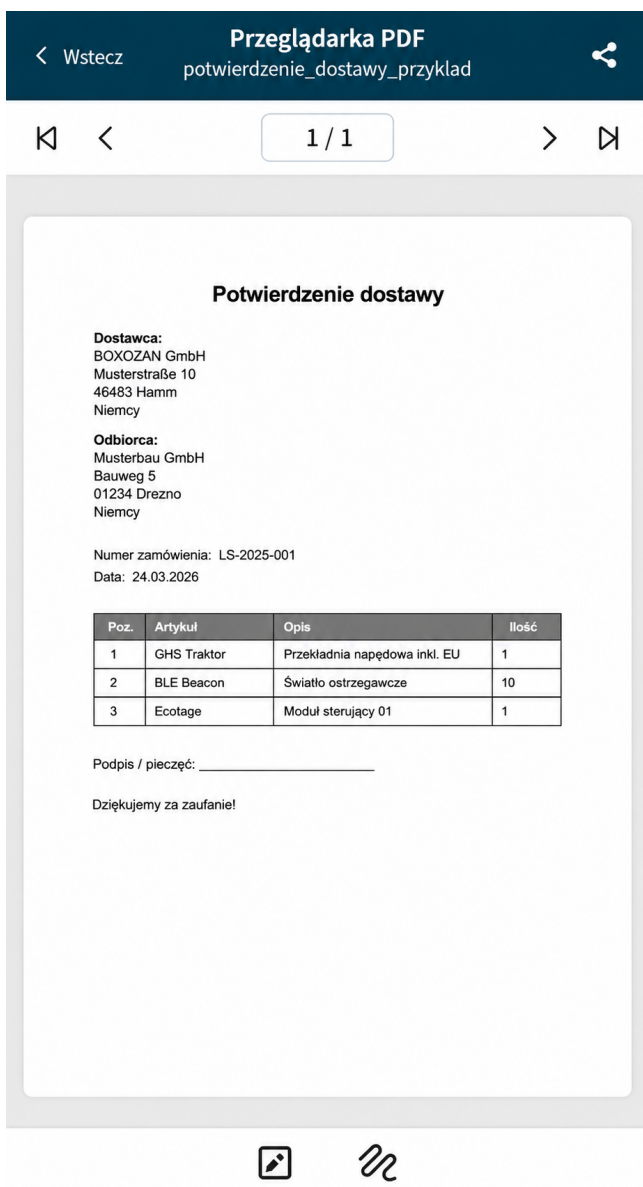 Wstecz
Przeglądarka PDF
potwierdzenie_dostawy_przyklad
1 / 1
Potwierdzenie dostawy
Dostawca:
BOXOZAN GmbH
Musterstraße 10
46483 Hamm
Niemcy
Odbiorca:
Musterbau GmbH
Bauweg 5
01234 Drezno
Niemcy
Numer zamówienia: LS-2025-001
Data: 24.03.2026
Poz. Artykuł Opis Ilość
1 GHS Traktor Przekładnia napędowa inkl. EU 1
2 BLE Beacon Światło ostrzegawcze 10
3 Ecotage Moduł sterujący 01 1
Podpis / pieczęć:
Dziękujemy za zaufanie!